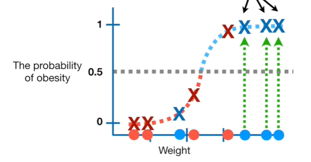 1
The probability
of obesity
0.5
0
X X X X X X X X X
Weight